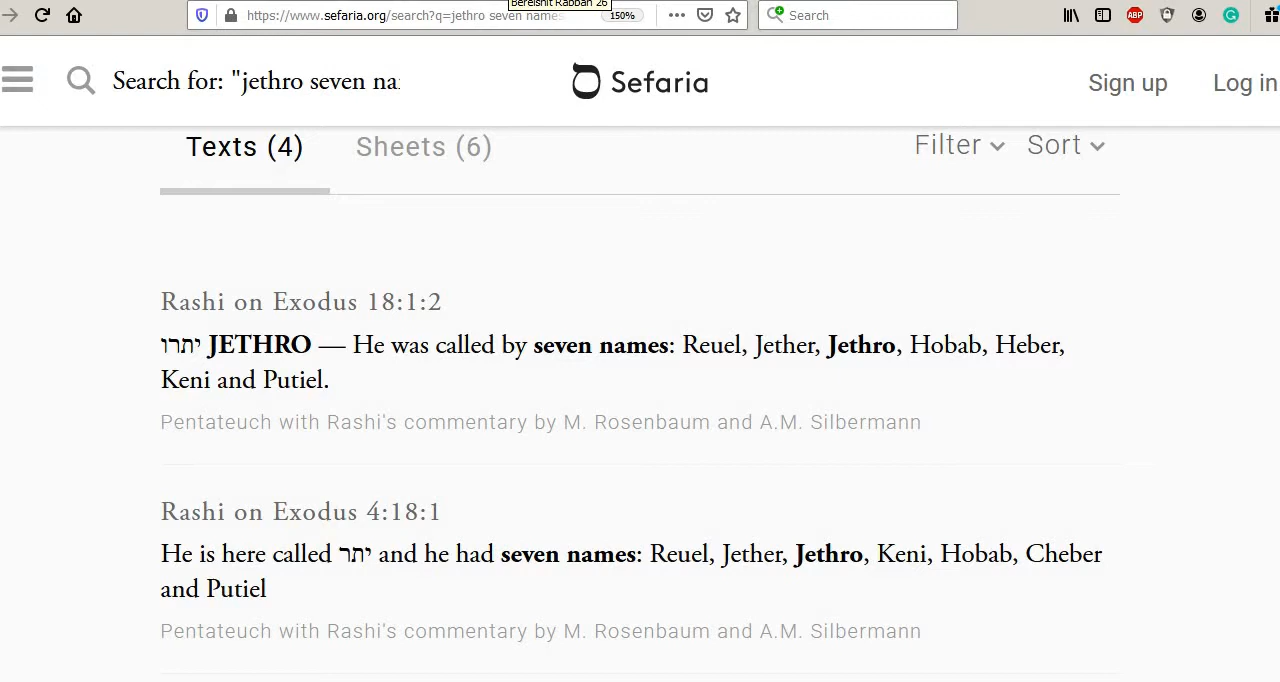 Bereishit Rabbah 26
https://www.sefaria.org/search?q=jethro seven names
150%
Search
ABP
Search for: "jethro seven na
Sefaria
Sign up
Log in
Texts (4)
Sheets (6)
Filter
Sort
Rashi on Exodus 18:1:2
יתרו JETHRO — He was called by seven names: Reuel, Jether, Jethro, Hobab, Heber,
Keni and Putiel.
Pentateuch with Rashi's commentary by M. Rosenbaum and A.M. Silbermann
Rashi on Exodus 4:18:1
He is here called יתר and he had seven names: Reuel, Jether, Jethro, Keni, Hobab, Cheber
and Putiel
Pentateuch with Rashi's commentary by M. Rosenbaum and A.M. Silbermann